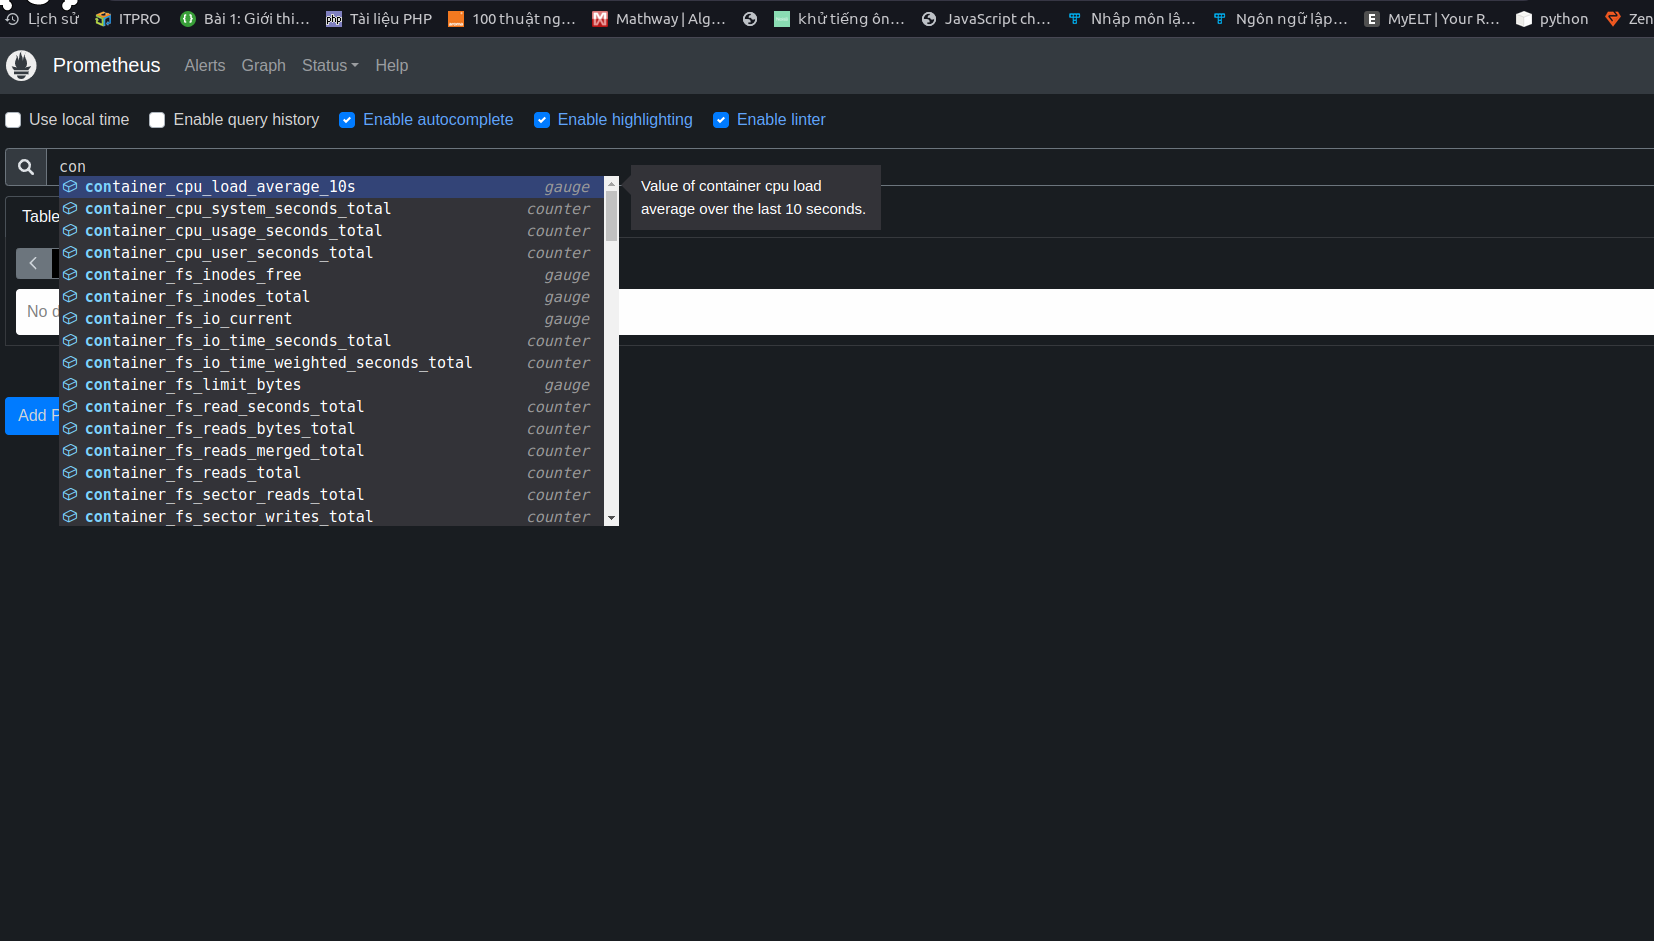 Lịch sử ITPRO Bài 1: Giới thi... Tài liệu PHP 100 thuật ng... Mathway | Alg... khử tiếng ôn... JavaScript ch... Nhập môn lậ... Ngôn ngữ lập... MyELT | Your R... python Zen
Prometheus Alerts Graph Status Help
Use local time Enable query history Enable autocomplete Enable highlighting Enable linter
con
container_cpu_load_average_10s gauge
Value of container cpu load
average over the last 10 seconds.
Table
container_cpu_system_seconds_total counter
container_cpu_usage_seconds_total counter
container_cpu_user_seconds_total counter
container_fs_inodes_free gauge
container_fs_inodes_total gauge
No d
container_fs_io_current gauge
container_fs_io_time_seconds_total counter
container_fs_io_time_weighted_seconds_total counter
container_fs_limit_bytes gauge
container_fs_read_seconds_total counter
Add P
container_fs_reads_bytes_total counter
container_fs_reads_merged_total counter
container_fs_reads_total counter
container_fs_sector_reads_total counter
container_fs_sector_writes_total counter